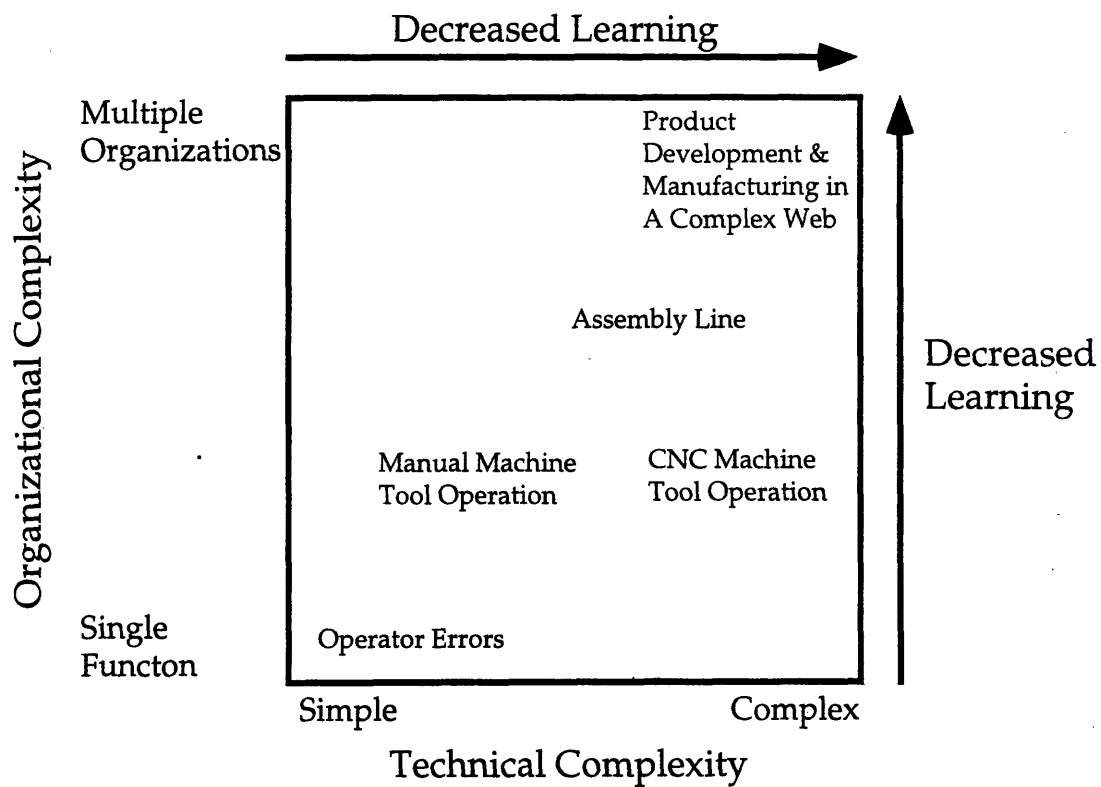 Decreased Learning
Multiple
Organizations
Product
Development &
Manufacturing in
A Complex Web
Organizational Complexity
Assembly Line
Decreased
Learning
Manual Machine
Tool Operation
CNC Machine
Tool Operation
Single
Functon
Operator Errors
Simple
Complex
Technical Complexity